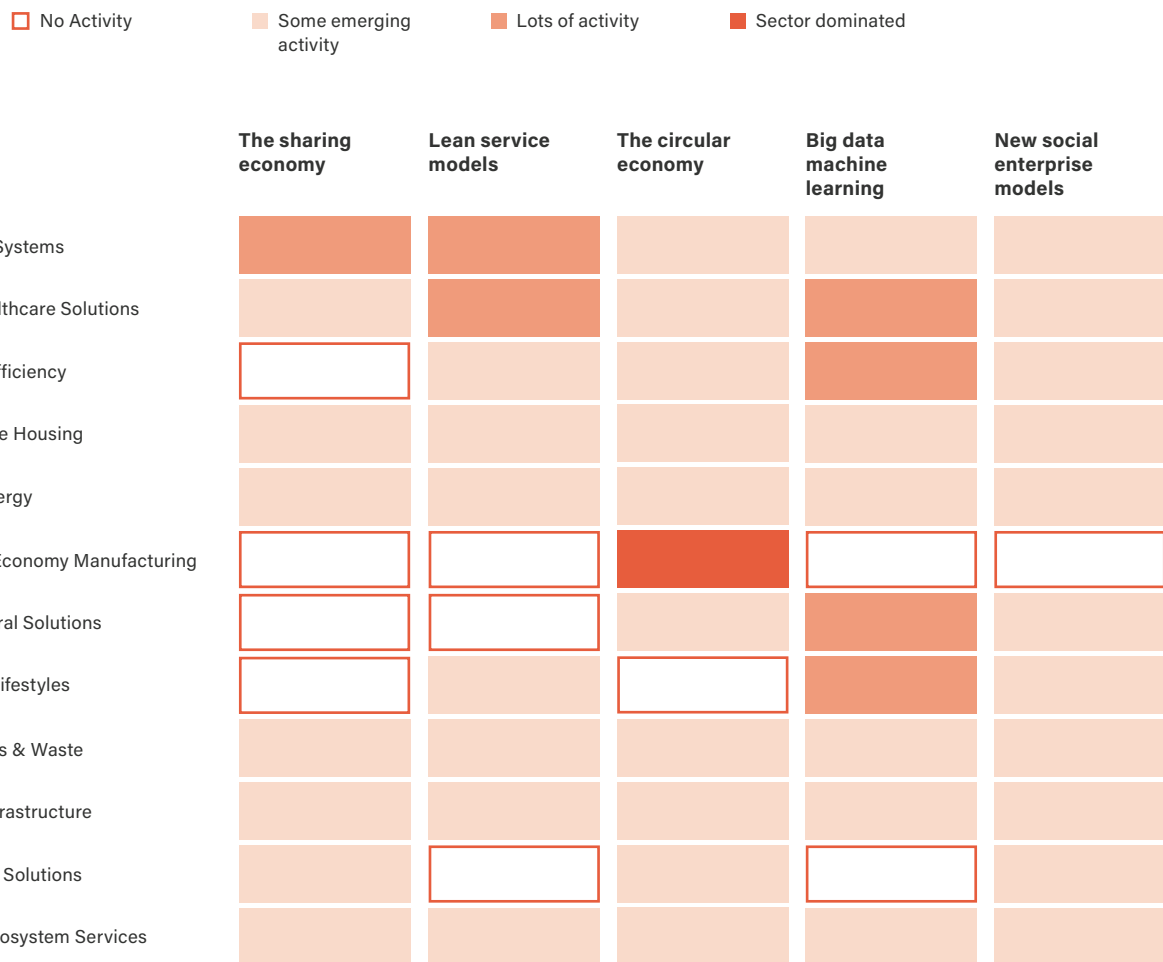 No Activity
Some emerging
activity
Lots of activity
Sector dominated
The sharing
economy
Lean service
models
The circular
economy
Big data
machine
learning
New social
enterprise
models
Systems
lthcare Solutions
ficiency
e Housing
ergy
Economy Manufacturing
ral Solutions
ifestyles
s & Waste
rastructure
Solutions
osystem Services